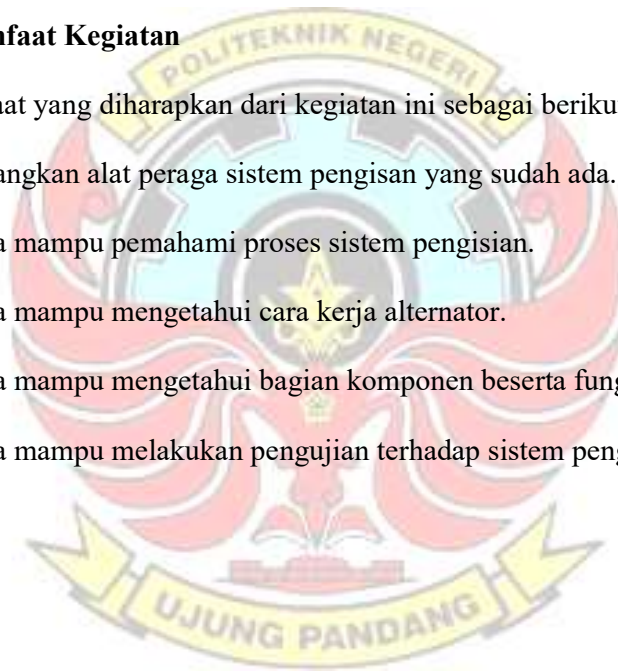 nfaat Kegiatan
POLITEKNIK NEGERI
aat yang diharapkan dari kegiatan ini sebagai beriku
angkan alat peraga sistem pengisan yang sudah ada.
a mampu pemahami proses sistem pengisian.
a mampu mengetahui cara kerja alternator.
a mampu mengetahui bagian komponen beserta fung
a mampu melakukan pengujian terhadap sistem peng
UJUNG PANDANG